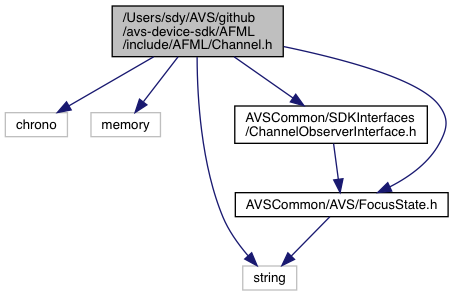 /Users/sdy/AVS/github
/avs-device-sdk/AFML
/include/AFML/Channel.h
chrono
memory
AVSCommon/SDKInterfaces
/ChannelObserverInterface.h
AVSCommon/AVS/FocusState.h
string